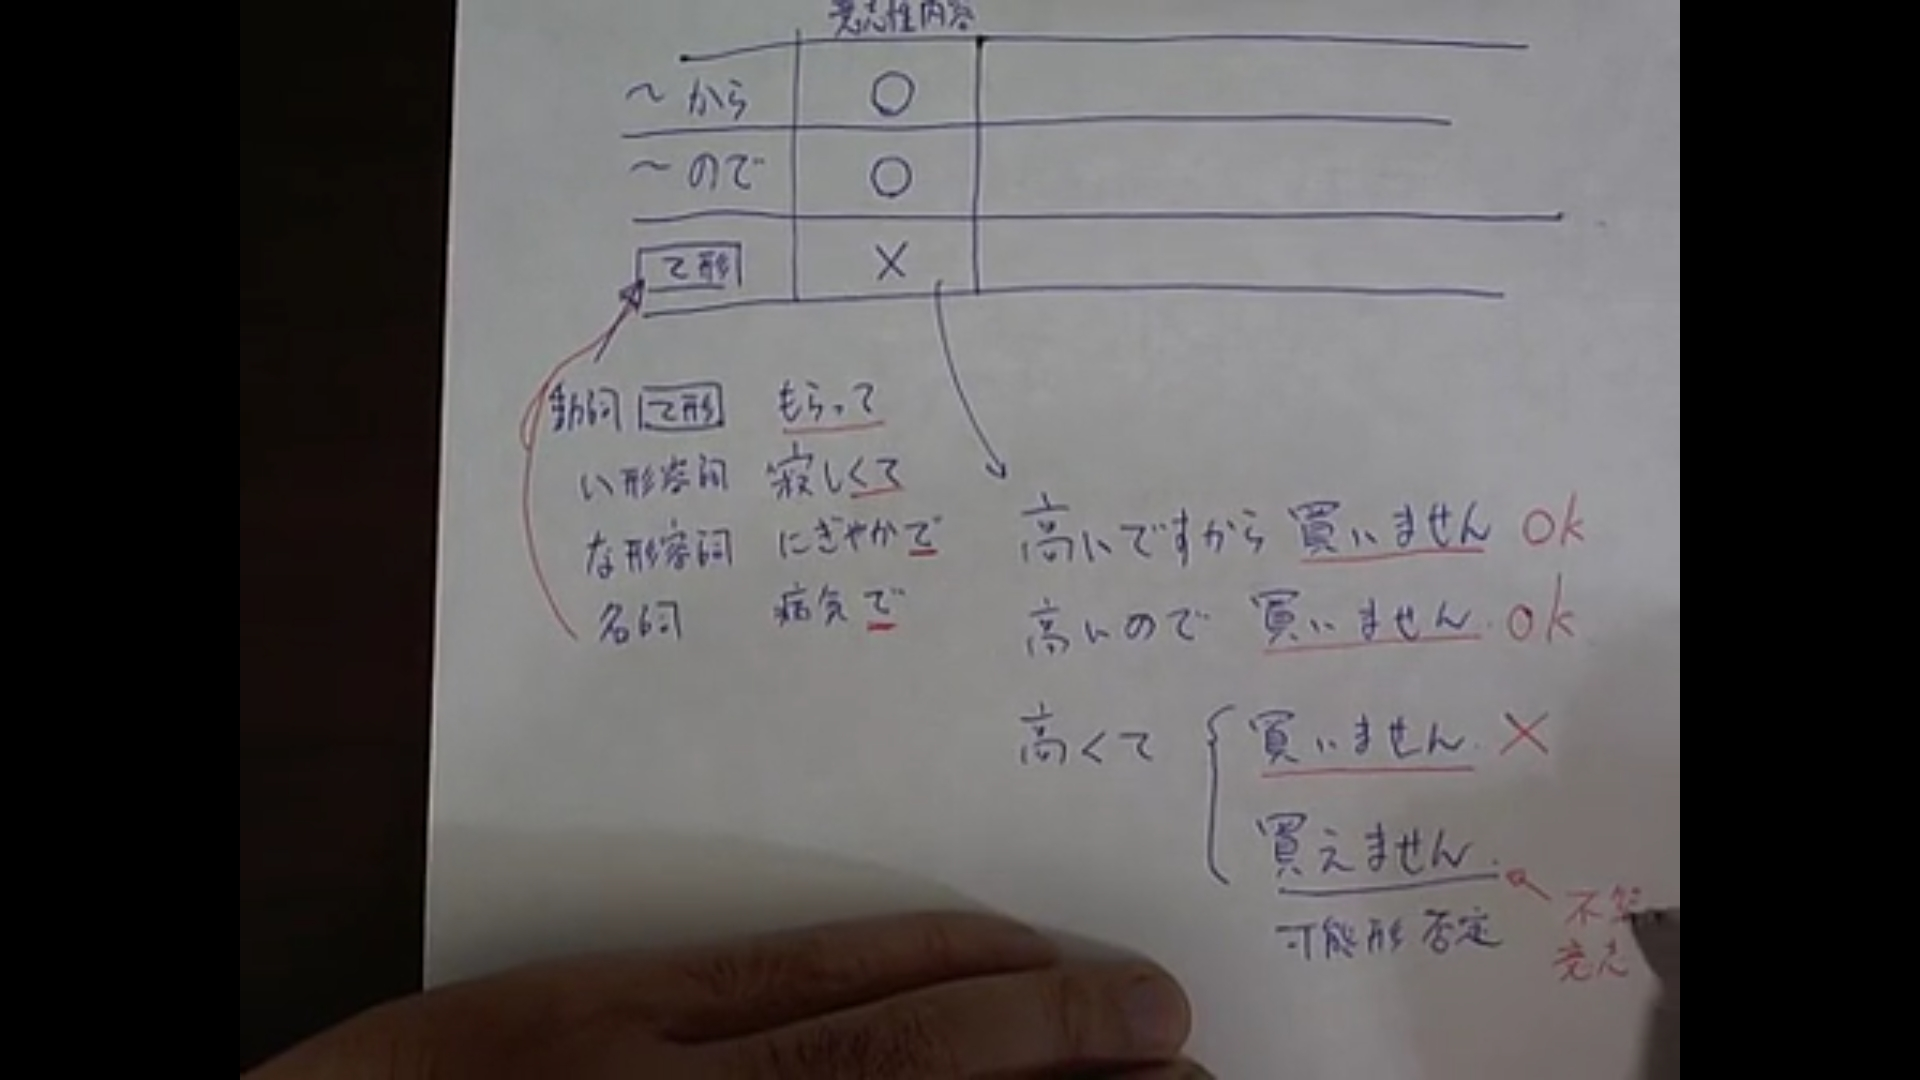 意志性内容
〜から ○
〜ので ○
て形 ×
動詞 て形 もらって
い形容詞 寂しくて
な形容詞 にぎやかで
名詞 病気で
高いですから 買いません ok
高いので 買いません. ok
高くて 買いません. ×
買えません.
可能形 否定
不
意志